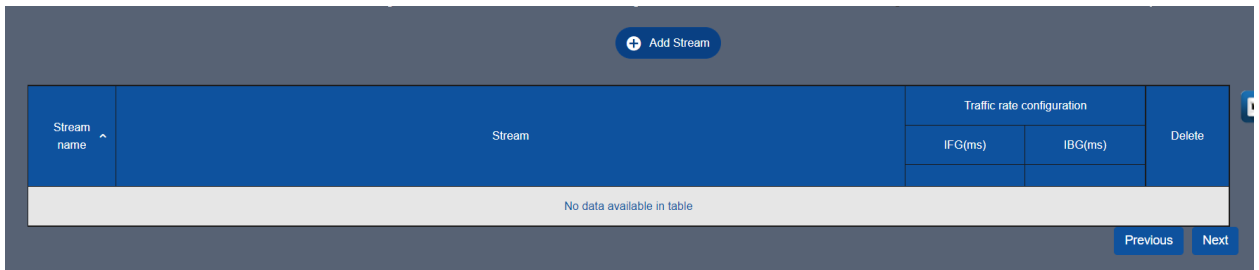 Add Stream
Traffic rate configuration
Stream
name
Stream
Delete
IFG(ms)
IBG(ms)
No data available in table
Previous
Next